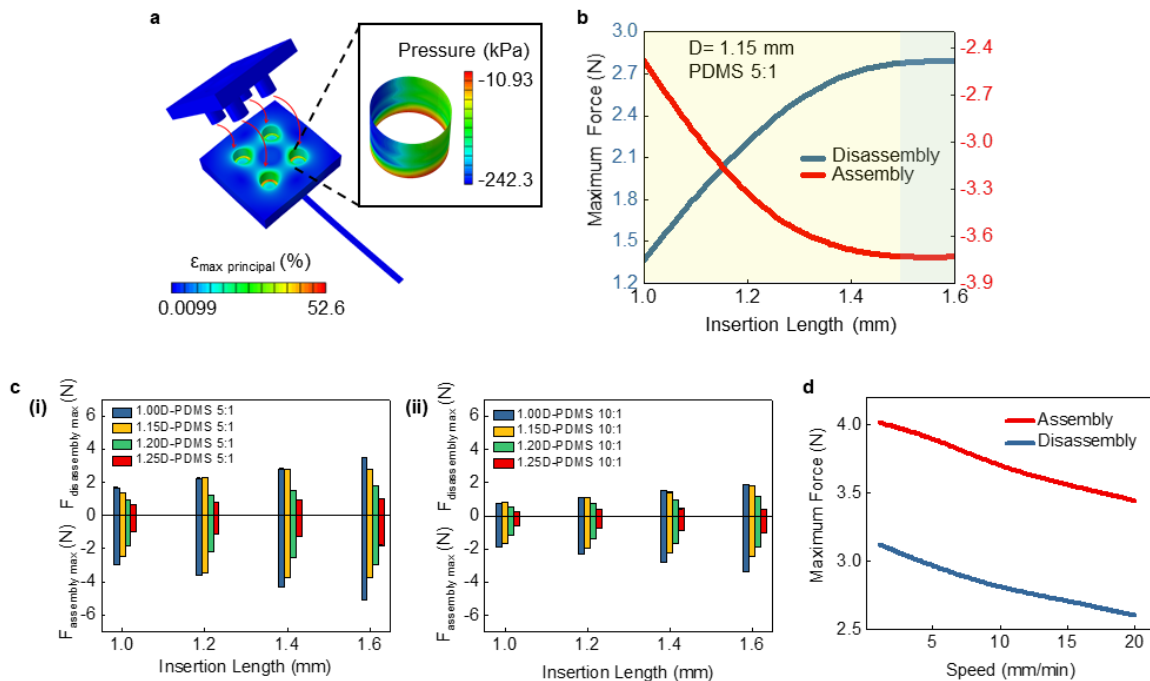 a
Pressure (kPa)
-10.93
-242.3
εmax principal (%)
0.0099 52.6
b
D= 1.15 mm
PDMS 5:1
Disassembly
Assembly
Maximum Force (N)
3.0
2.7
2.4
2.1
1.8
1.5
1.2
-2.4
-2.7
-3.0
-3.3
-3.6
-3.9
1.0 1.2 1.4 1.6
Insertion Length (mm)
c
(i)
1.00D-PDMS 5:1
1.15D-PDMS 5:1
1.20D-PDMS 5:1
1.25D-PDMS 5:1
F disassembly max (N)
F assembly max (N)
6
4
2
0
-2
-4
-6
1.0 1.2 1.4 1.6
Insertion Length (mm)
(ii)
1.00D-PDMS 10:1
1.15D-PDMS 10:1
1.20D-PDMS 10:1
1.25D-PDMS 10:1
F disassembly max (N)
F assembly max (N)
6
4
2
0
-2
-4
-6
1.0 1.2 1.4 1.6
Insertion Length (mm)
d
Assembly
Disassembly
Maximum Force (N)
4.0
3.5
3.0
2.5
5 10 15 20
Speed (mm/min)